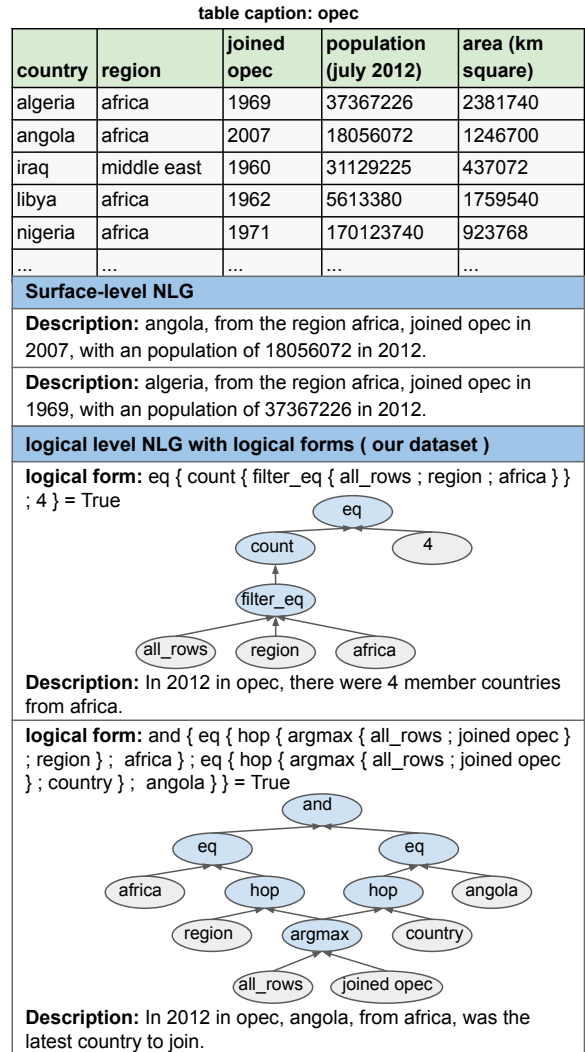 table caption: opec
country region joined opec population (july 2012) area (km square)
algeria africa 1969 37367226 2381740
angola africa 2007 18056072 1246700
iraq middle east 1960 31129225 437072
libya africa 1962 5613380 1759540
nigeria africa 1971 170123740 923768
... ... ... ... ...
Surface-level NLG
Description: angola, from the region africa, joined opec in
2007, with an population of 18056072 in 2012.
Description: algeria, from the region africa, joined opec in
1969, with an population of 37367226 in 2012.
logical level NLG with logical forms ( our dataset )
logical form: eq { count { filter_eq { all_rows ; region ; africa } }
; 4 } = True
eq
count 4
filter_eq
all_rows region africa
Description: In 2012 in opec, there were 4 member countries
from africa.
logical form: and { eq { hop { argmax { all_rows ; joined opec }
; region } ; africa } ; eq { hop { argmax { all_rows ; joined opec
} ; country } ; angola } } = True
and
eq eq
africa hop hop angola
region argmax country
all_rows joined opec
Description: In 2012 in opec, angola, from africa, was the
latest country to join.